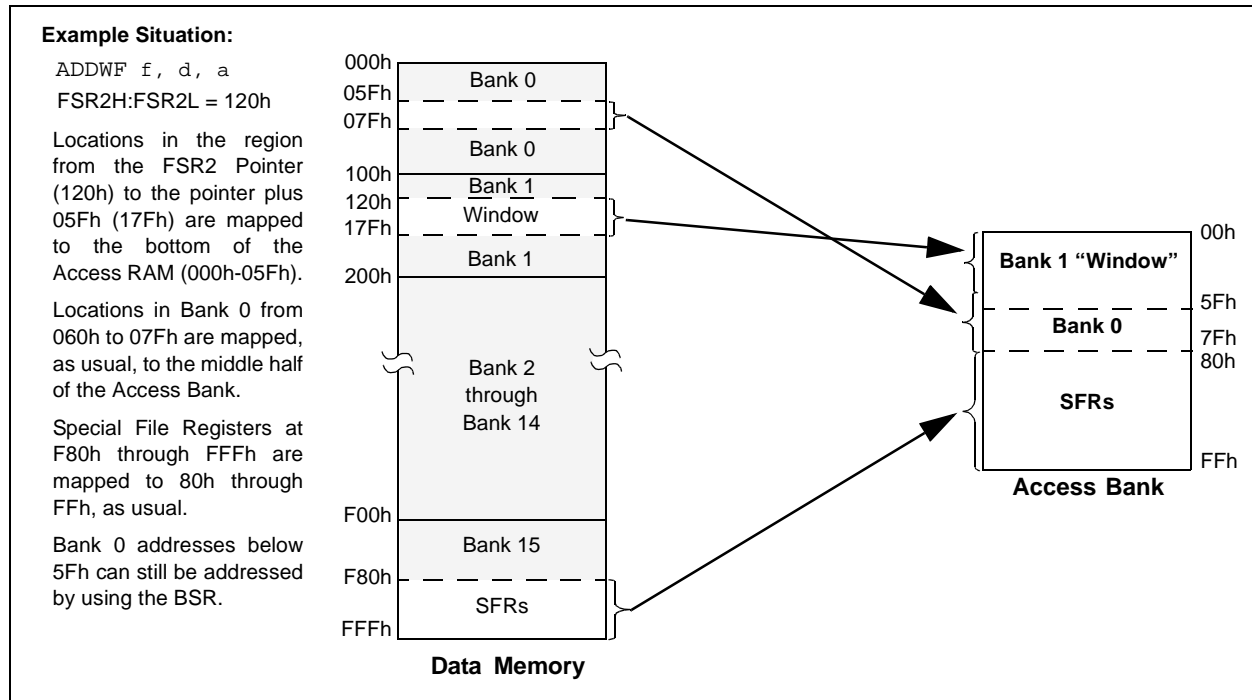 Example Situation:
ADDWF f, d, a
FSR2H:FSR2L = 120h
Locations in the region
from the FSR2 Pointer
(120h) to the pointer plus
05Fh (17Fh) are mapped
to the bottom of the
Access RAM (000h-05Fh).
Locations in Bank 0 from
060h to 07Fh are mapped,
as usual, to the middle half
of the Access Bank.
Special File Registers at
F80h through FFFh are
mapped to 80h through
FFh, as usual.
Bank 0 addresses below
5Fh can still be addressed
by using the BSR.
000h
Bank 0
05Fh
07Fh
Bank 0
100h
Bank 1
120h
Window
17Fh
Bank 1
200h
Bank 2
through
Bank 14
F00h
Bank 15
F80h
SFRs
FFFh
Data Memory
00h
Bank 1 “Window”
5Fh
Bank 0
7Fh
80h
SFRs
FFh
Access Bank